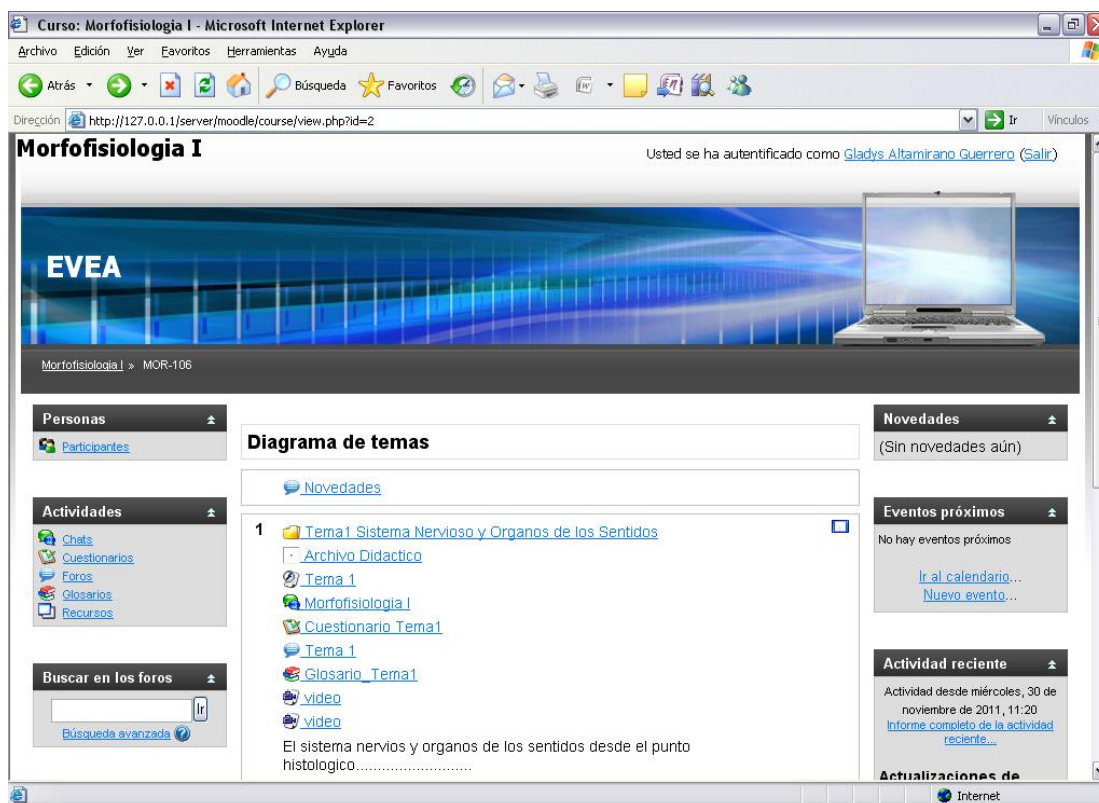 Curso: Morfofisiologia I - Microsoft Internet Explorer
Archivo Edición Ver Favoritos Herramientas Ayuda
Atrás Búsqueda Favoritos
Dirección http://127.0.0.1/server/moodle/course/view.php?id=2 Ir Vínculos
Morfofisiologia I
Usted se ha autentificado como Gladys Altamirano Guerrero (Salir)
EVEA
Morfofisiologia I » MOR-106
Personas
Participantes
Actividades
Chats
Cuestionarios
Foros
Glosarios
Recursos
Buscar en los foros
Ir
Búsqueda avanzada
Diagrama de temas
Novedades
1 Tema1 Sistema Nervioso y Organos de los Sentidos
Archivo Didactico
Tema 1
Morfofisiologia I
Cuestionario Tema1
Tema 1
Glosario_Tema1
video
video
El sistema nervios y organos de los sentidos desde el punto
histologico...........................
Novedades
(Sin novedades aún)
Eventos próximos
No hay eventos próximos
Ir al calendario...
Nuevo evento...
Actividad reciente
Actividad desde miércoles, 30 de
noviembre de 2011, 11:20
Informe completo de la actividad
reciente...
Actualizaciones de
Internet